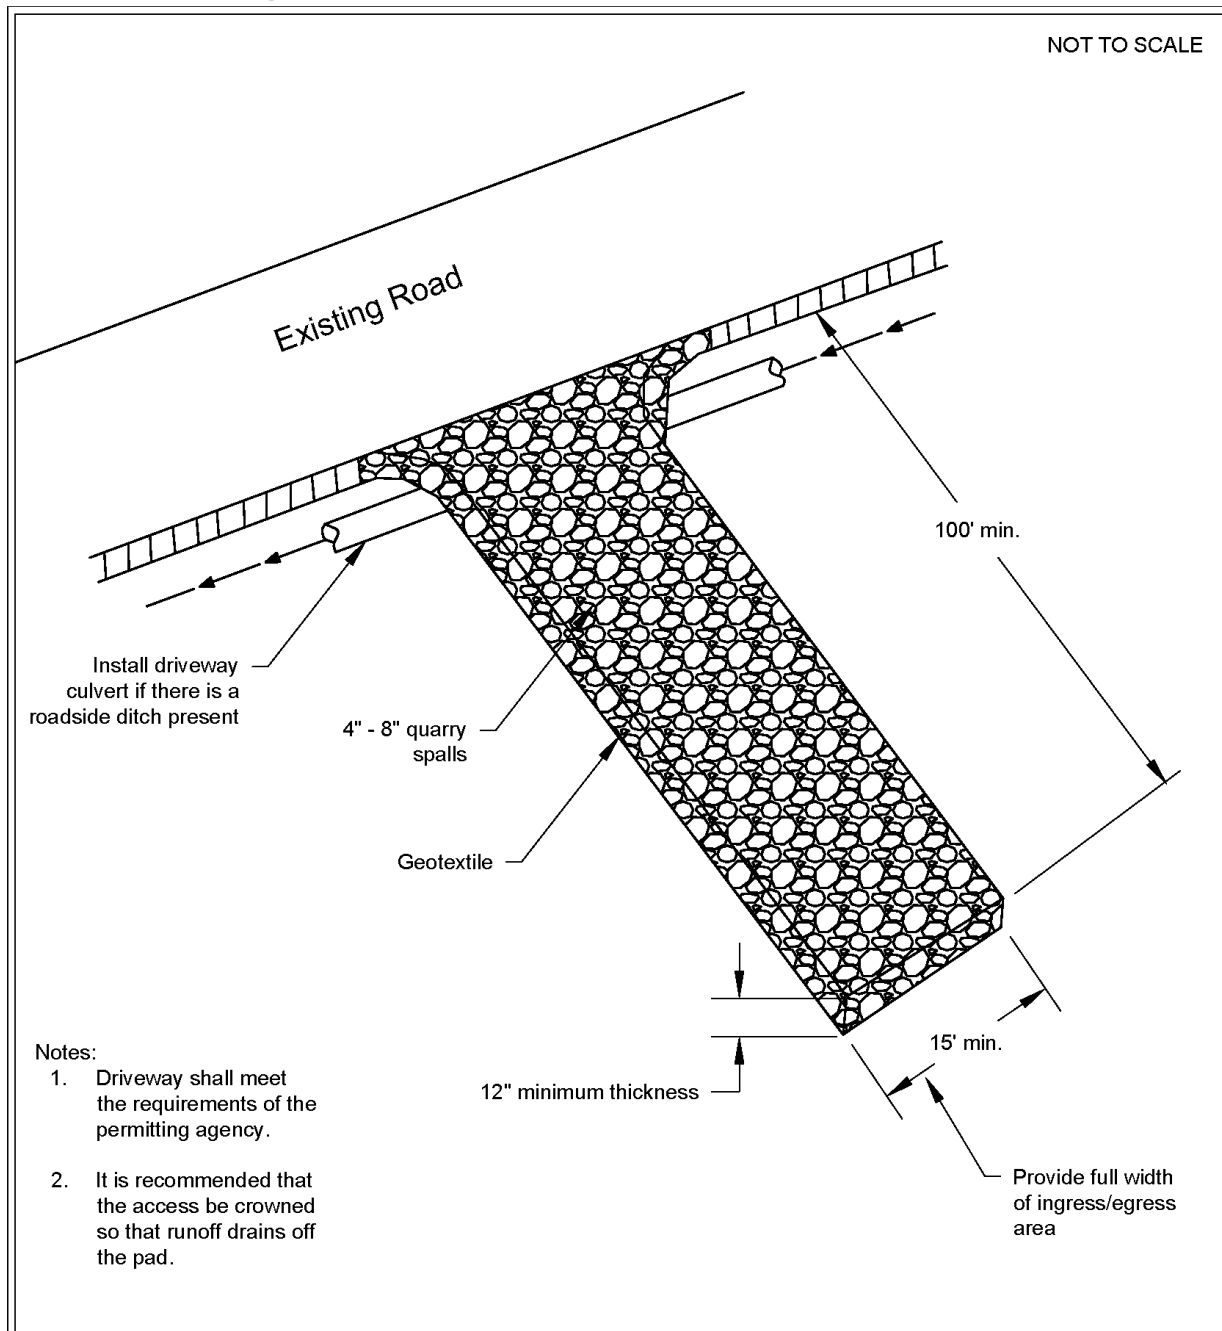 NOT TO SCALE
Existing Road
100' min.
Install driveway
culvert if there is a
roadside ditch present
4" - 8" quarry
spalls
Geotextile
15' min.
12" minimum thickness
Provide full width
of ingress/egress
area
Notes:
1. Driveway shall meet
the requirements of the
permitting agency.
2. It is recommended that
the access be crowned
so that runoff drains off
the pad.